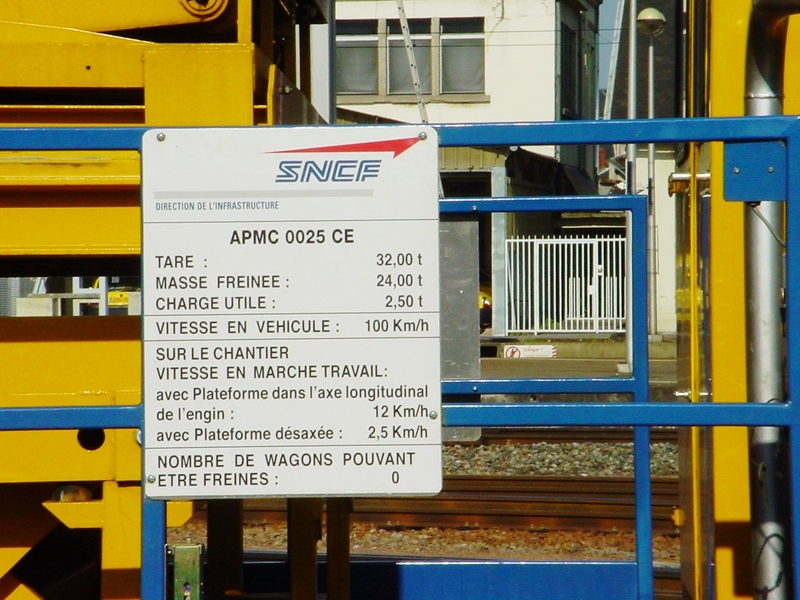 SNCF
DIRECTION DE L'INFRASTRUCTURE
APMC 0025 CE
TARE : 32,00 t
MASSE FREINEE : 24,00 t
CHARGE UTILE : 2,50 t
VITESSE EN VEHICULE : 100 Km/h
SUR LE CHANTIER
VITESSE EN MARCHE TRAVAIL:
avec Plateforme dans l'axe longitudinal
de l'engin : 12 Km/h
avec Plateforme désaxée : 2,5 Km/h
NOMBRE DE WAGONS POUVANT
ETRE FREINES : 0